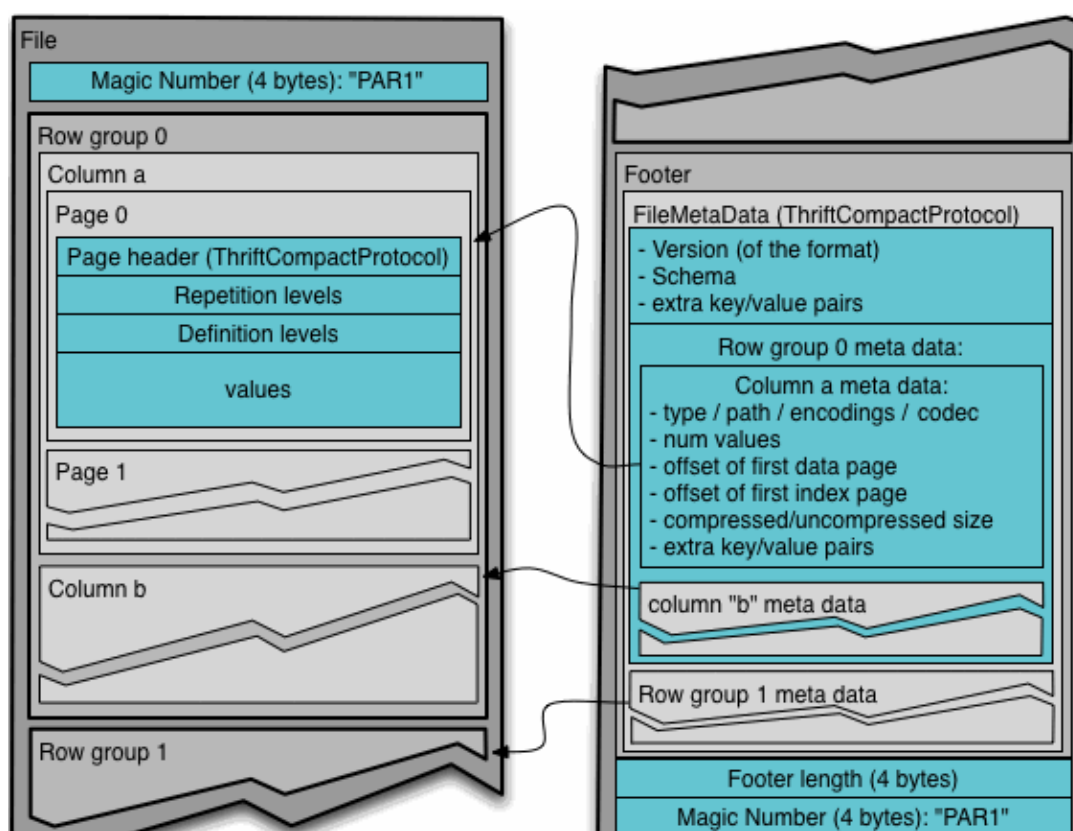 File
Magic Number (4 bytes): "PAR1"
Row group 0
Column a
Page 0
Page header (ThriftCompactProtocol)
Repetition levels
Definition levels
values
Page 1
Column b
Row group 1
Footer
FileMetaData (ThriftCompactProtocol)
- Version (of the format)
- Schema
- extra key/value pairs
Row group 0 meta data:
Column a meta data:
- type / path / encodings / codec
- num values
- offset of first data page
- offset of first index page
- compressed/uncompressed size
- extra key/value pairs
column "b" meta data
Row group 1 meta data
Footer length (4 bytes)
Magic Number (4 bytes): "PAR1"